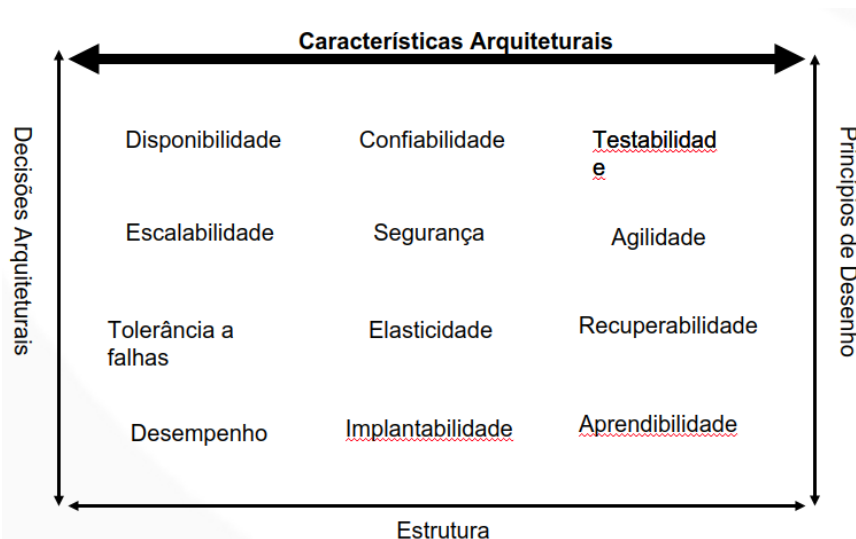 Características Arquiteturais
Decisões Arquiteturais
Disponibilidade
Confiabilidade
Testabilidad
e
Escalabilidade
Segurança
Agilidade
Tolerância a
falhas
Elasticidade
Recuperabilidade
Desempenho
Implantabilidade
Aprendibilidade
Princípios de Desenho
Estrutura